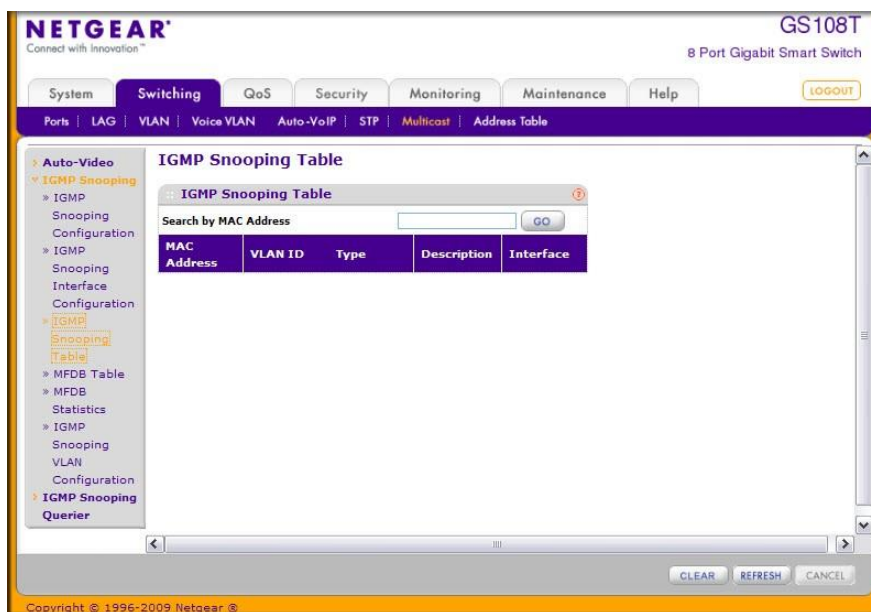 NETGEAR®
Connect with Innovation™
GS108T
8 Port Gigabit Smart Switch
System
Switching
QoS
Security
Monitoring
Maintenance
Help
LOGOUT
Ports | LAG | VLAN | Voice VLAN Auto-VoIP | STP | Multicast | Address Table
Auto-Video
IGMP Snooping
» IGMP
Snooping
Configuration
» IGMP
Snooping
Interface
Configuration
» IGMP
Snooping
Table
» MFDB Table
» MFDB
Statistics
» IGMP
Snooping
VLAN
Configuration
IGMP Snooping
Querier
IGMP Snooping Table
IGMP Snooping Table
?
Search by MAC Address
GO
MAC
Address
VLAN ID
Type
Description
Interface
CLEAR
REFRESH
CANCEL
Copyright © 1996-2009 Netgear ®